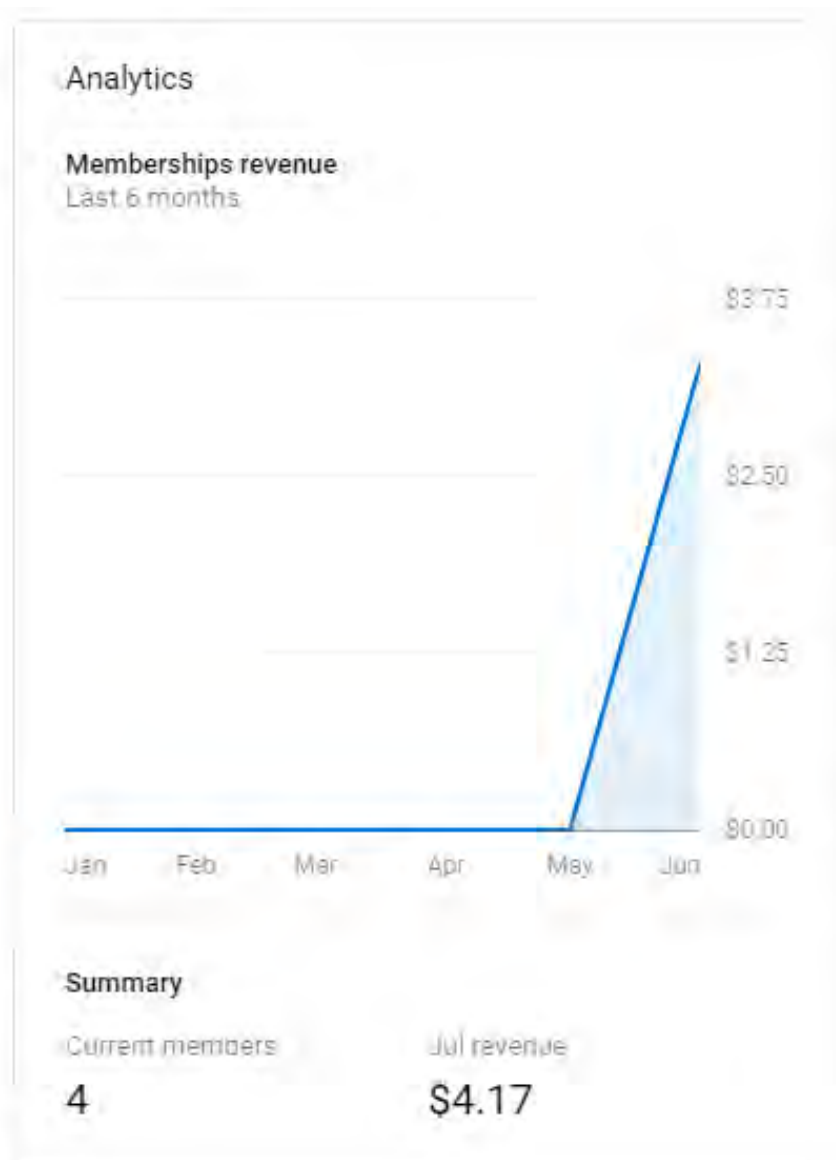 Analytics
Memberships revenue
Last 6 months
$3.75
$2.50
$1.25
$0.00
Jan Feb Mar Apr May Jun
Summary
Current members Jul revenue
4 $4.17